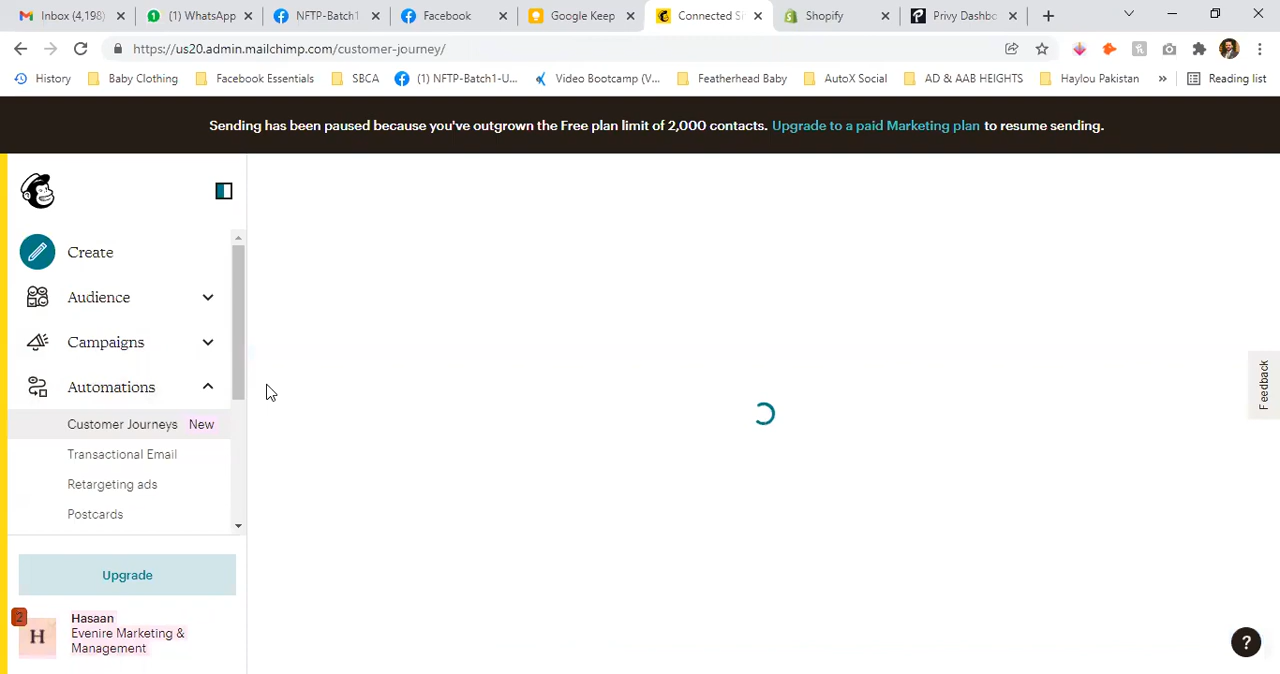 Inbox (4,198)
(1) WhatsApp
NFTP-Batch1
Facebook
Google Keep
Connected Si
Shopify
Privy Dashbo
https://us20.admin.mailchimp.com/customer-journey/
History
Baby Clothing
Facebook Essentials
SBCA
(1) NFTP-Batch1-U...
Video Bootcamp (V...
Featherhead Baby
AutoX Social
AD & AAB HEIGHTS
Haylou Pakistan
»
Reading list
Sending has been paused because you've outgrown the Free plan limit of 2,000 contacts. Upgrade to a paid Marketing plan to resume sending.
Create
Audience
Campaigns
Automations
Customer Journeys New
Transactional Email
Retargeting ads
Postcards
Upgrade
2
H
Hasaan
Evenire Marketing &
Management
Feedback
?